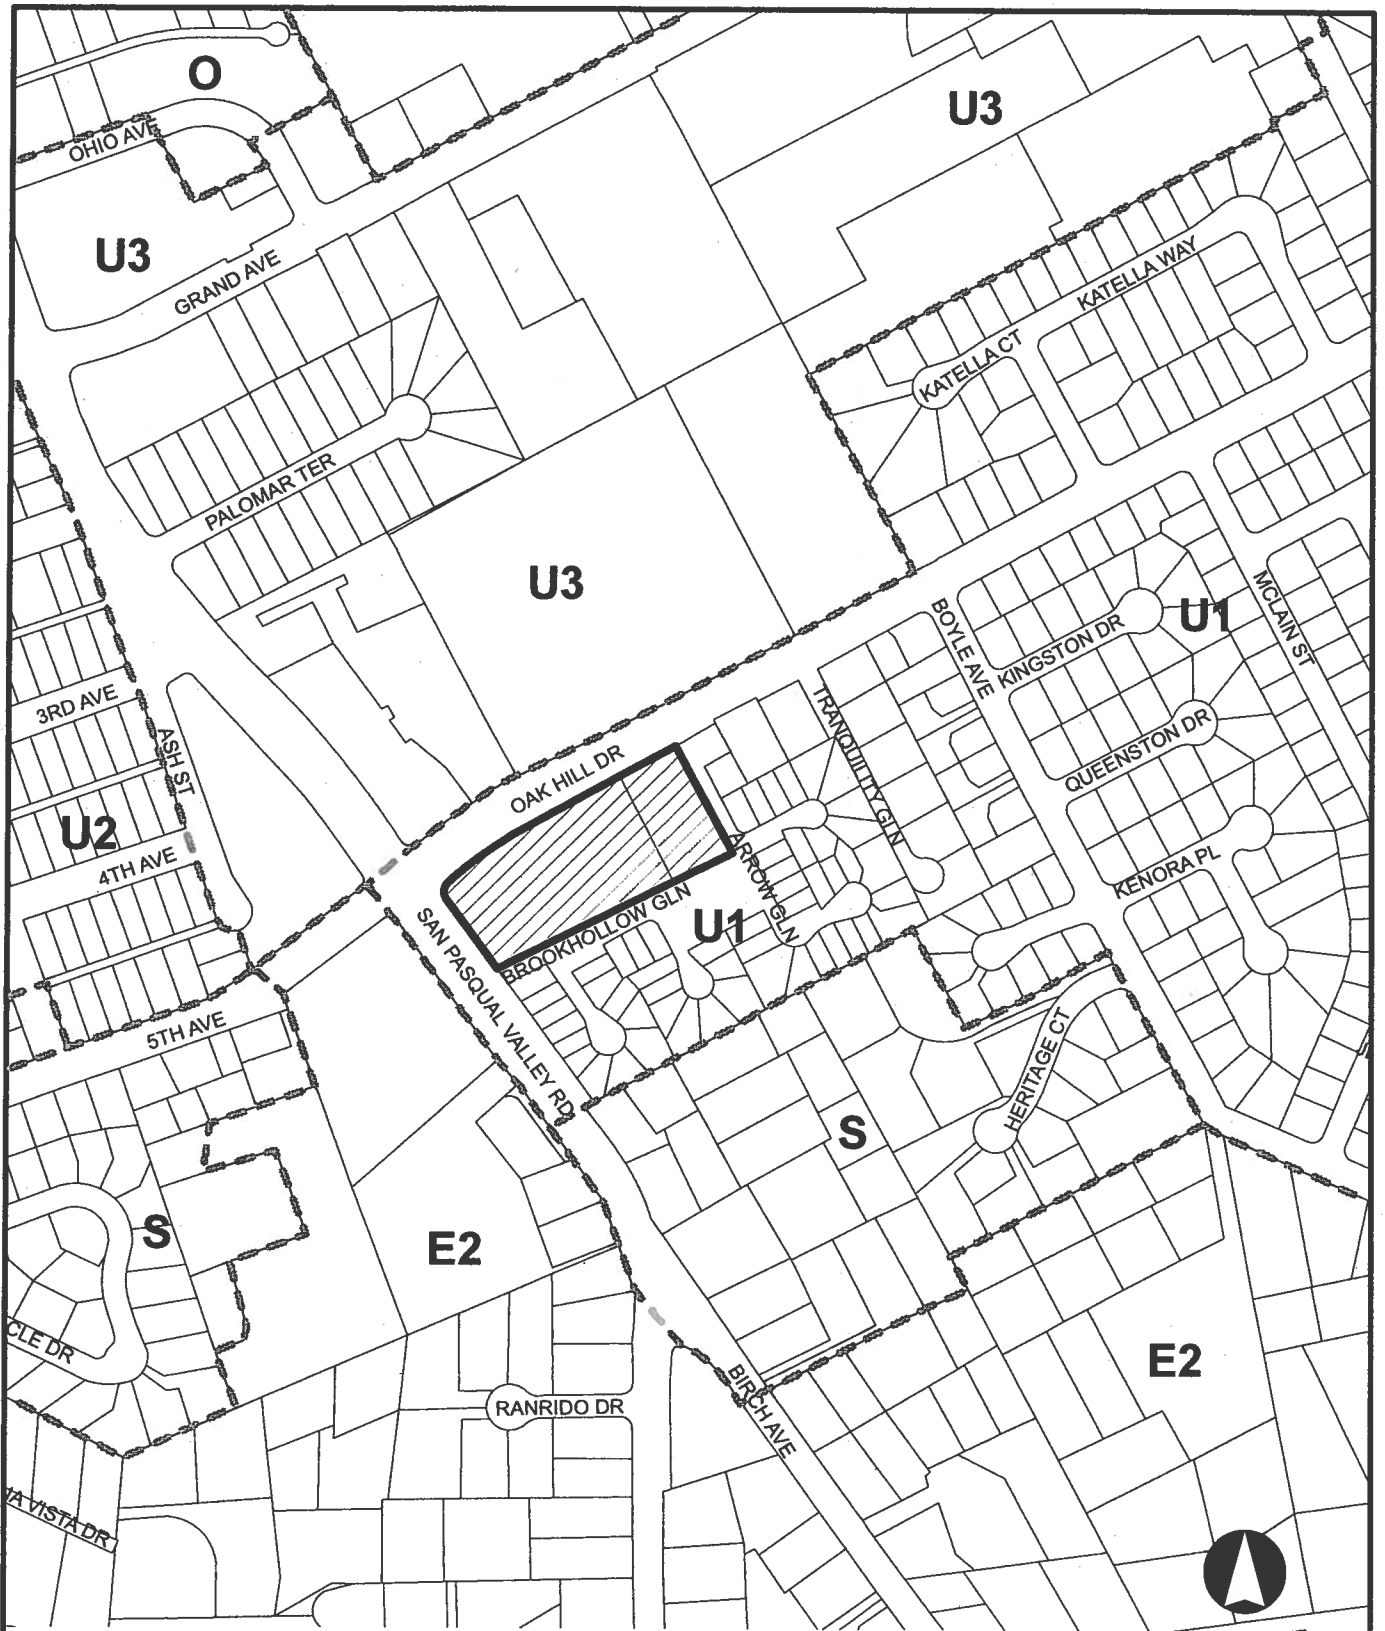 O
U3
OHIO AVE
U3
GRAND AVE
KATELLA WAY
KATELLA CT
PALOMAR TER
U3
BOYLE AVE
KINGSTON DR
U1
MCLAIN ST
3RD AVE
ASH ST
TRANQUILITY GLN
QUEENSTON DR
OAK HILL DR
U2
4TH AVE
ARROW GLN
KENORA PL
BROOKHOLLOW GLN
U1
SAN PASQUAL VALLEY RD
5TH AVE
HERITAGE CT
S
S
E2
CLE DR
E2
BIRCH AVE
RANRIDO DR
IA VISTA DR